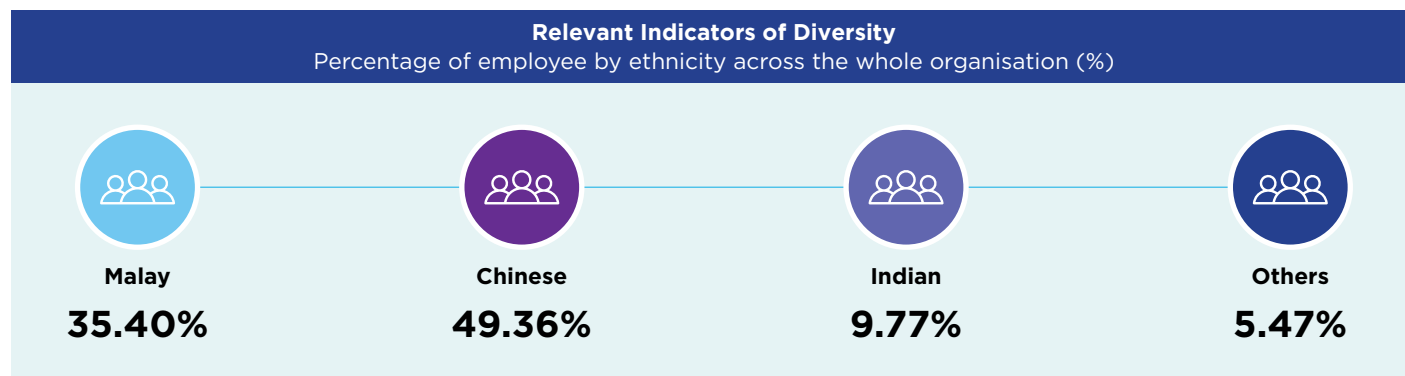 Relevant Indicators of Diversity
Percentage of employee by ethnicity across the whole organisation (%)
Malay
35.40%
Chinese
49.36%
Indian
9.77%
Others
5.47%